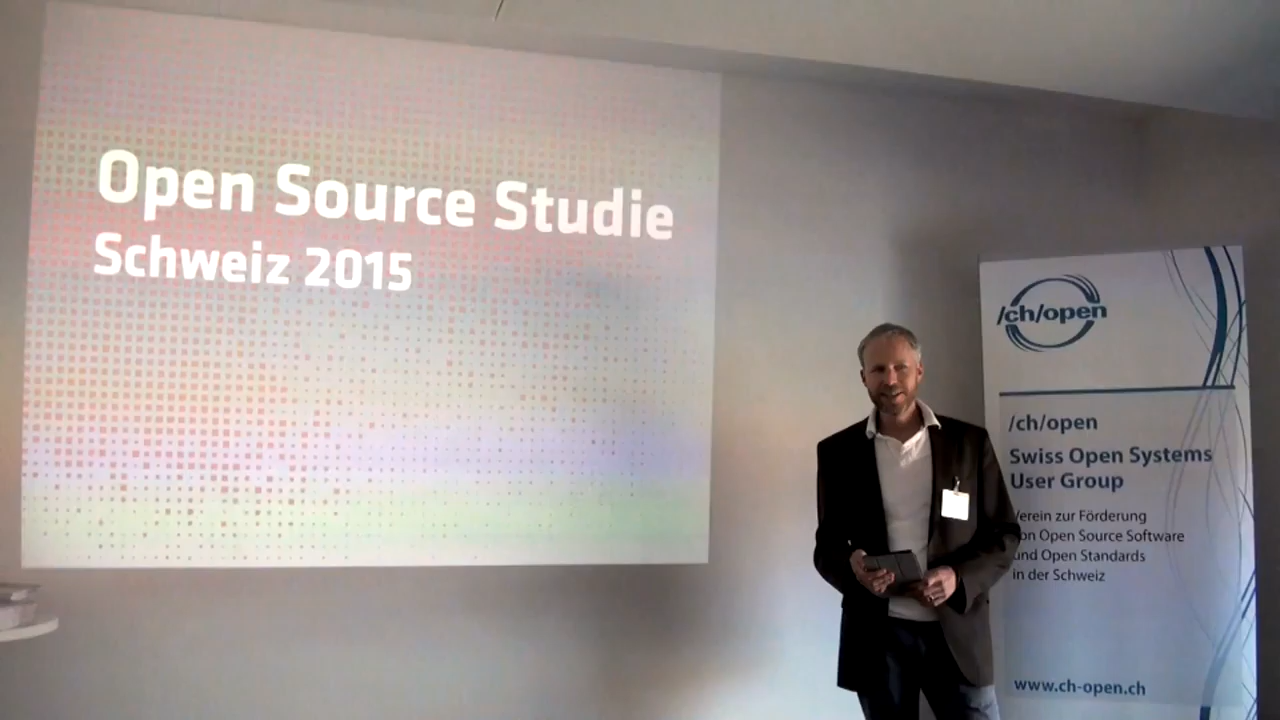 Open Source Studie
Schweiz 2015
/ch/open
/ch/open
Swiss Open Systems
User Group
Verein zur Förderung
von Open Source Software
und Open Standards
in der Schweiz
www.ch-open.ch